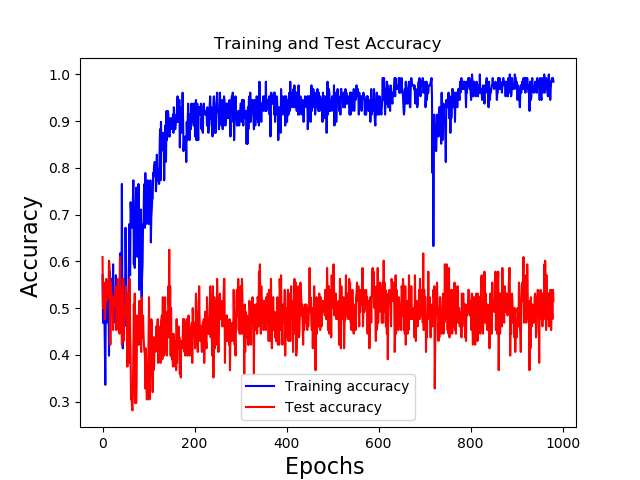 Training and Test Accuracy
1.0
0.9
0.8
0.7
0.6
0.5
0.4
0.3
Accuracy
Training accuracy
Test accuracy
0 200 400 600 800 1000
Epochs